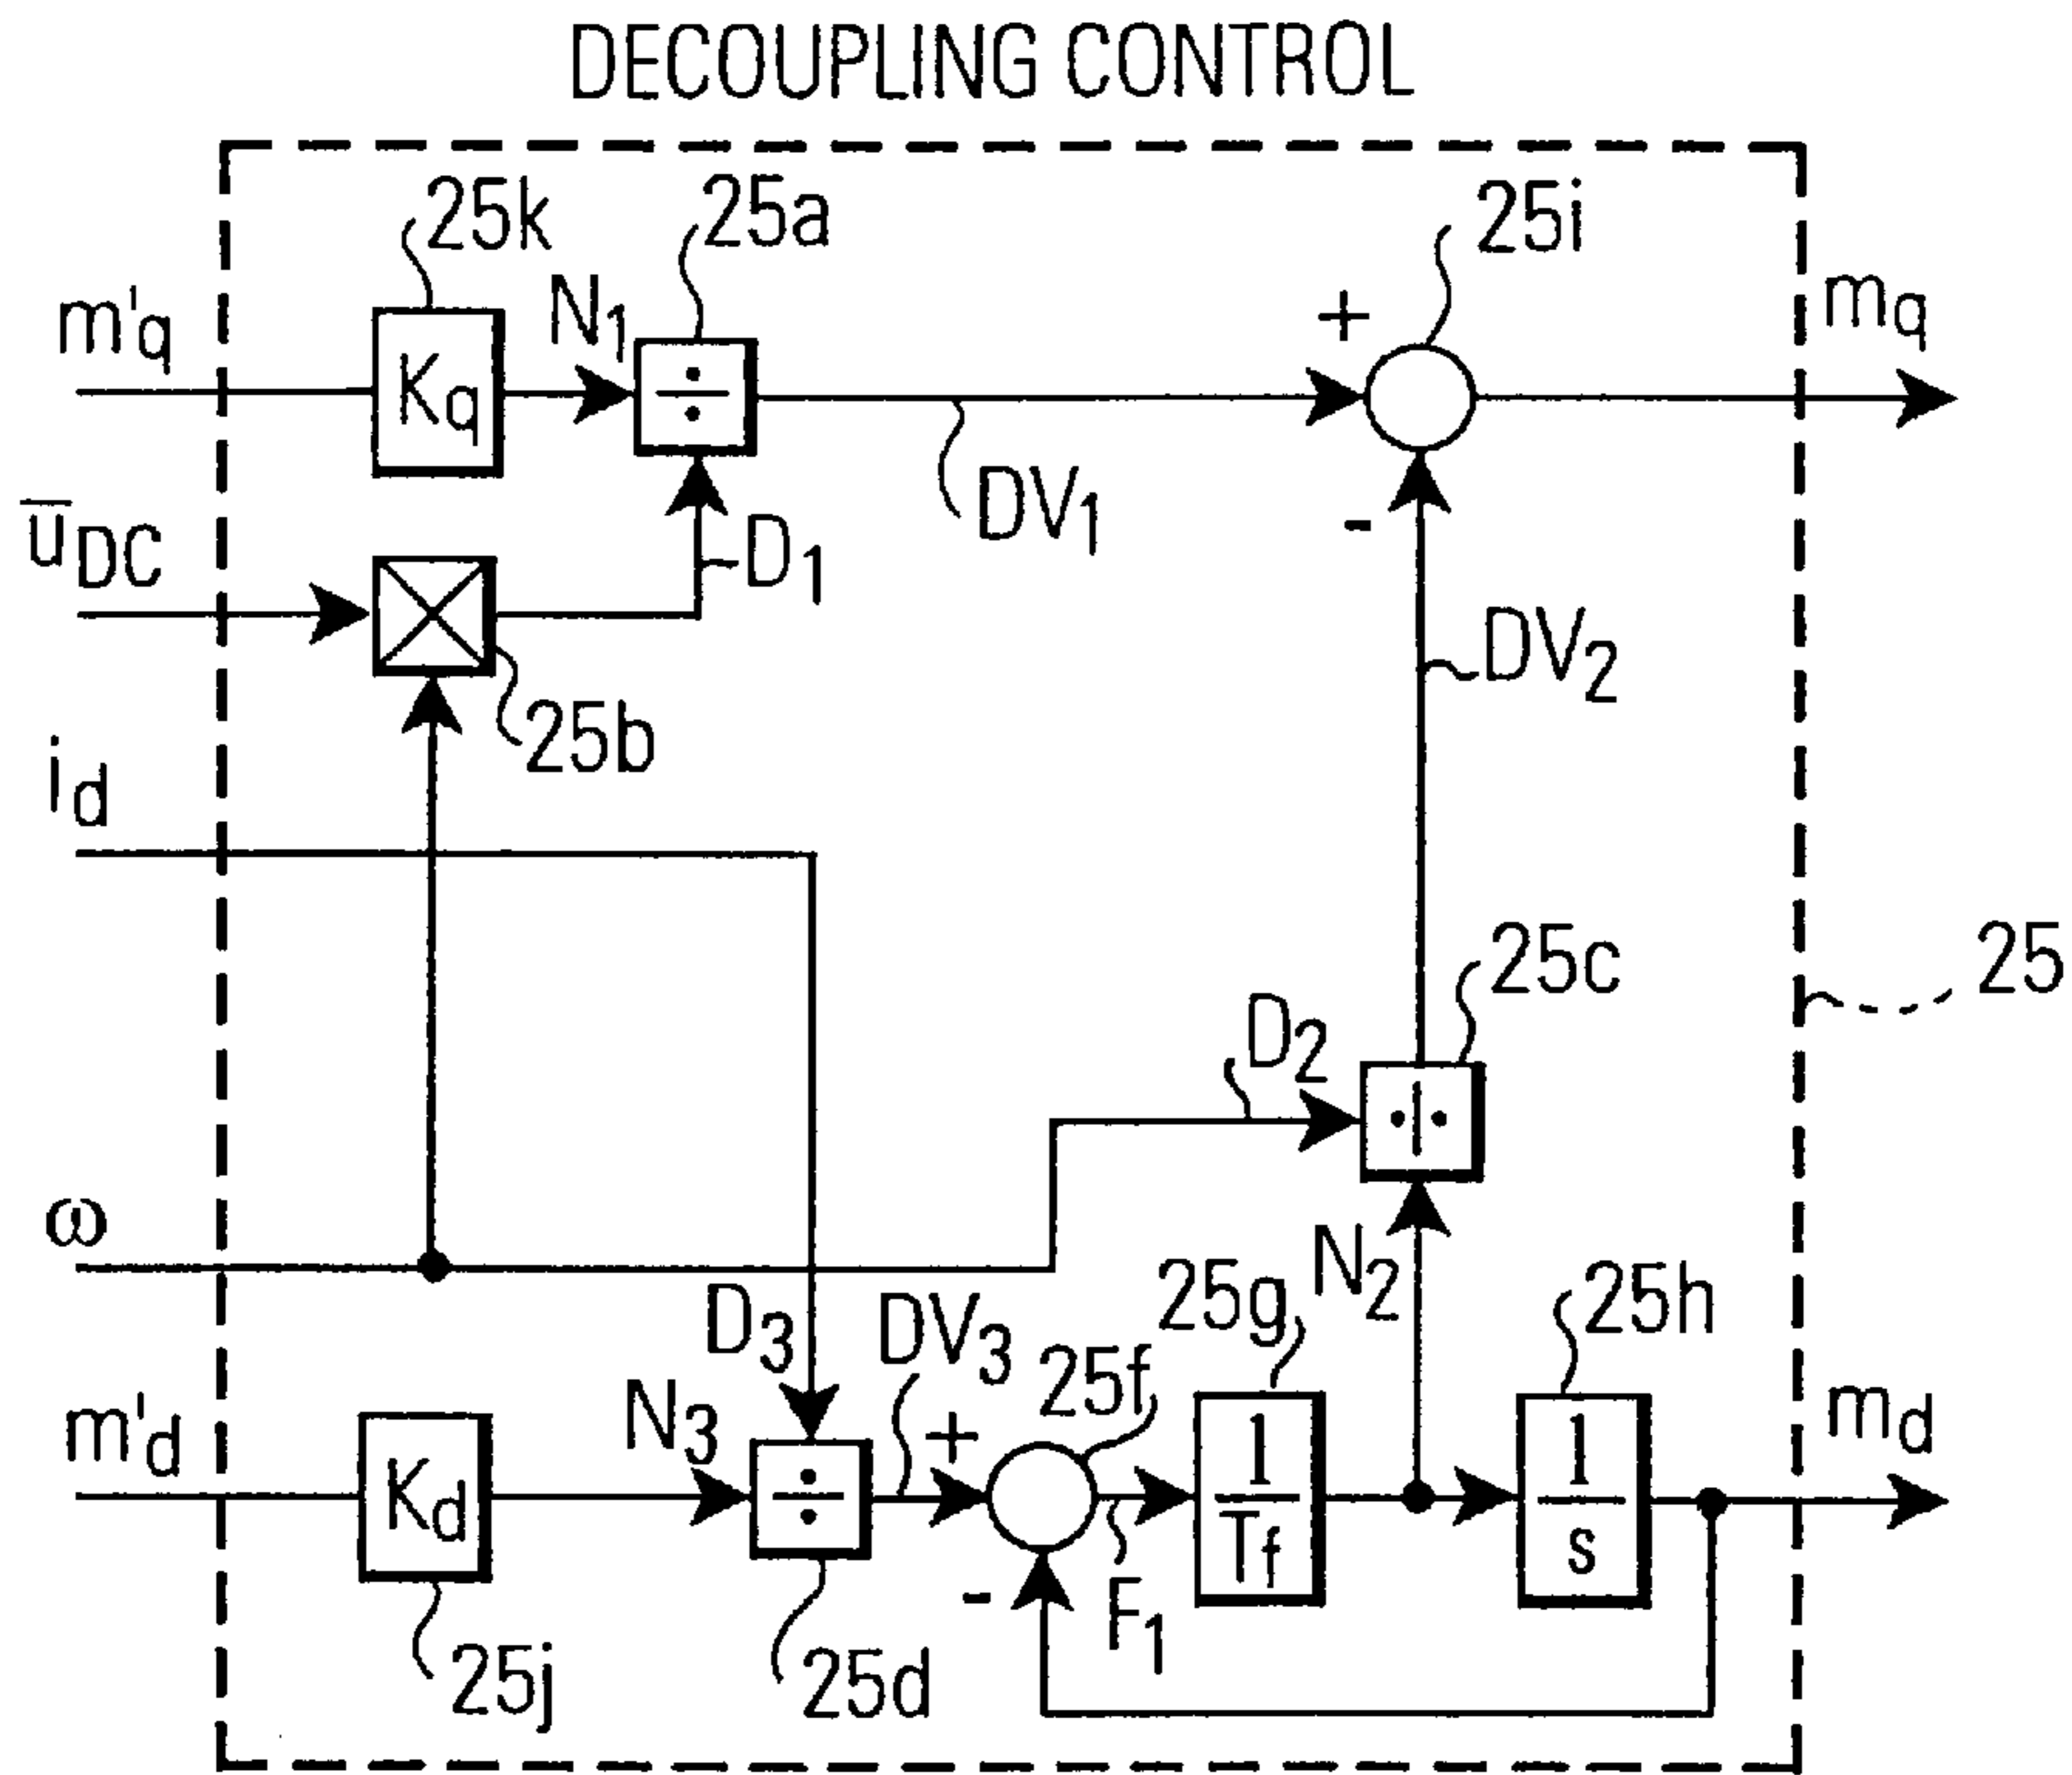 DECOUPLING CONTROL
25k 25a 25i
m'q Kq N1 ÷ + mq
DV1
u̅DC D1 -
25b DV2
id
25c 25
D2
ω
N2
25g 25h
D3 DV3 25f
m'd Kd N3 ÷ + 1/Tf 1/s md
- F1
25j 25d